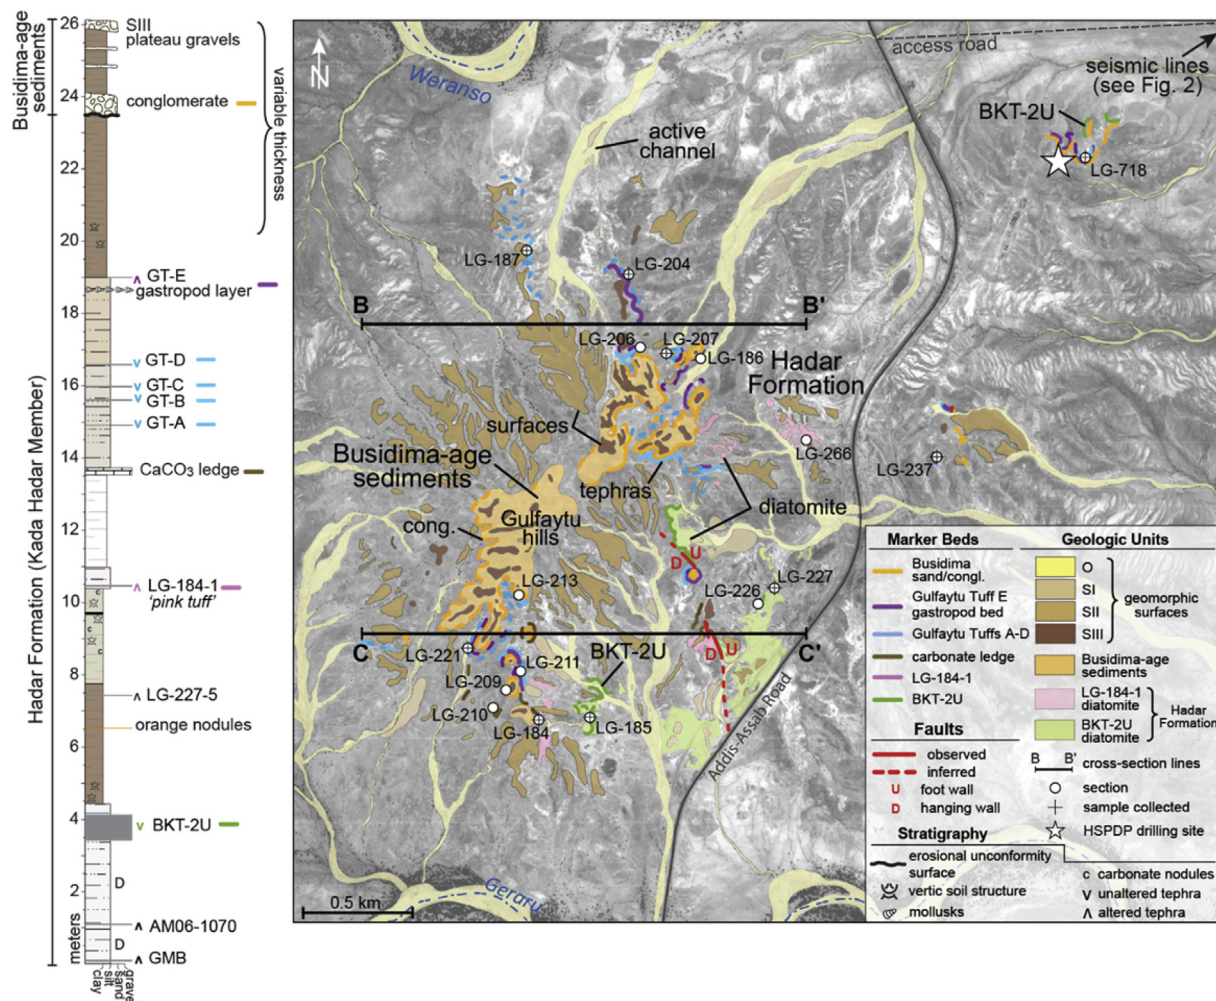 26
24
22
20
18
16
14
12
10
8
6
4
2
meters
Busidima-age
sediments
Hadar Formation (Kada Hadar Member)
SIII
plateau gravels
conglomerate
variable thickness
^ GT-E
gastropod layer
v GT-D
v GT-C
v GT-B
v GT-A
CaCO₃ ledge
^ LG-184-1
'pink tuff'
c
c
^ LG-227-5
orange nodules
v BKT-2U
D
^ AM06-1070
D
^ GMB
clay
silt
sand
grave
N
Weranso
active
channel
access road
seismic lines
(see Fig. 2)
BKT-2U
LG-718
LG-187
LG-204
B
B'
LG-206
LG-207
LG-186
Hadar
Formation
surfaces
LG-266
Busidima-age
sediments
tephras
LG-237
diatomite
cong.
Gulfaytu
hills
U
D
LG-213
LG-226
LG-227
C
C'
LG-221
LG-211
BKT-2U
D
U
LG-209
LG-210
LG-184
LG-185
Addis-Assab Road
Geraru
0.5 km
Marker Beds
Busidima
sand/congl.
Gulfaytu Tuff E
gastropod bed
Gulfaytu Tuffs A-D
carbonate ledge
LG-184-1
BKT-2U
Faults
observed
inferred
U foot wall
D hanging wall
Stratigraphy
erosional unconformity
surface
vertic soil structure
mollusks
Geologic Units
O
SI
SII
SIII
geomorphic
surfaces
Busidima-age
sediments
LG-184-1
diatomite
BKT-2U
diatomite
Hadar
Formation
B B' cross-section lines
section
sample collected
HSPDP drilling site
c carbonate nodules
v unaltered tephra
^ altered tephra